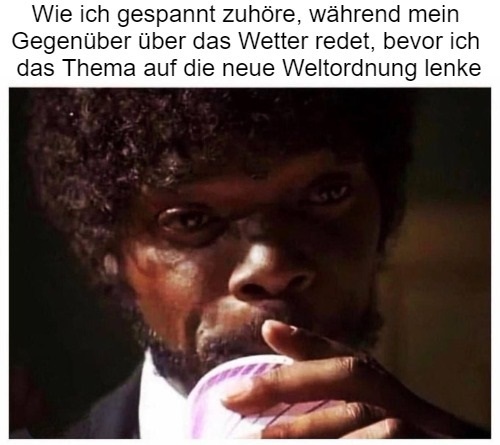 Wie ich gespannt zuhöre, während mein
Gegenüber über das Wetter redet, bevor ich
das Thema auf die neue Weltordnung lenke